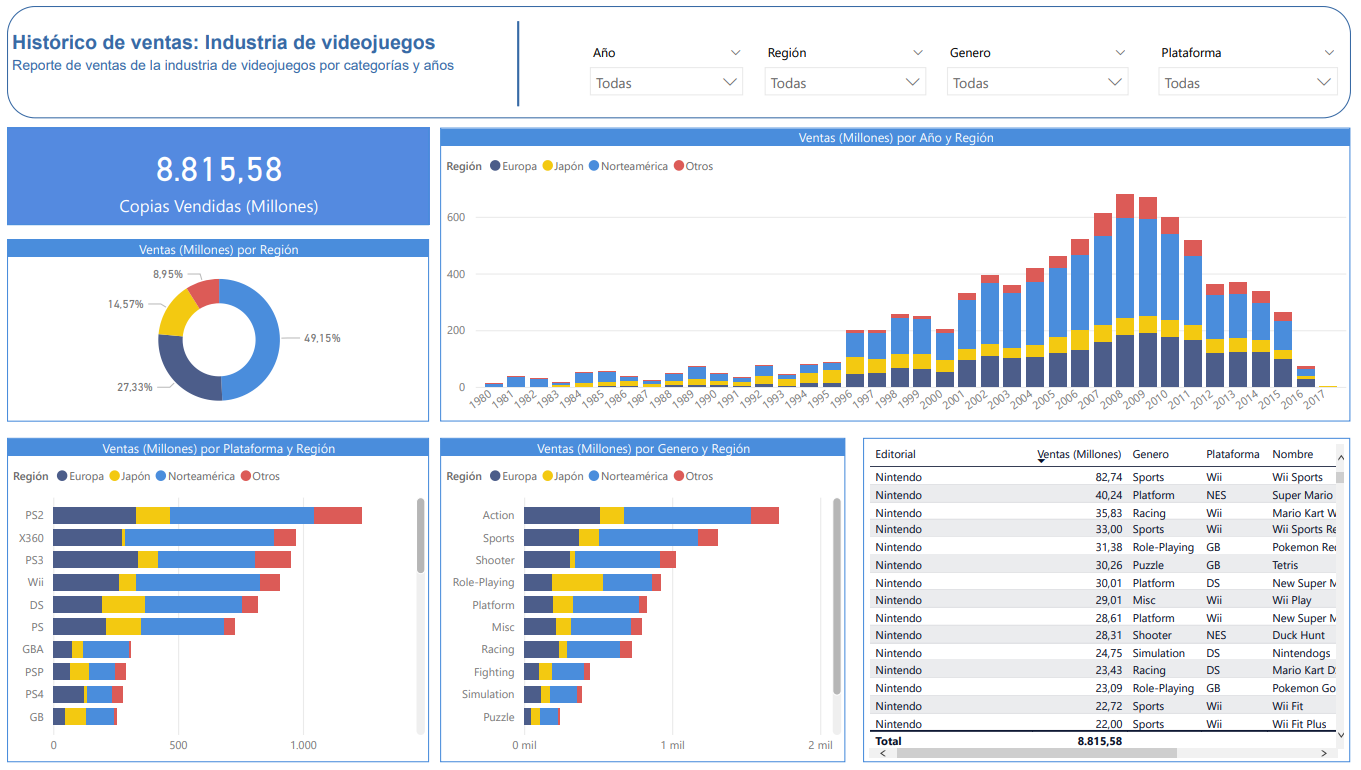 Histórico de ventas: Industria de videojuegos
Reporte de ventas de la industria de videojuegos por categorías y años
Año Región Genero Plataforma
Todas Todas Todas Todas
8.815,58
Copias Vendidas (Millones)
Ventas (Millones) por Región
8,95%
14,57%
49,15%
27,33%
Ventas (Millones) por Año y Región
Región Europa Japón Norteamérica Otros
600
400
200
0
1980 1981 1982 1983 1984 1985 1986 1987 1988 1989 1990 1991 1992 1993 1994 1995 1996 1997 1998 1999 2000 2001 2002 2003 2004 2005 2006 2007 2008 2009 2010 2011 2012 2013 2014 2015 2016 2017
Ventas (Millones) por Plataforma y Región
Región Europa Japón Norteamérica Otros
PS2
X360
PS3
Wii
DS
PS
GBA
PSP
PS4
GB
0 500 1.000
Ventas (Millones) por Genero y Región
Región Europa Japón Norteamérica Otros
Action
Sports
Shooter
Role-Playing
Platform
Misc
Racing
Fighting
Simulation
Puzzle
0 mil 1 mil 2 mil
Editorial Ventas (Millones) Genero Plataforma Nombre
Nintendo 82,74 Sports Wii Wii Sports
Nintendo 40,24 Platform NES Super Mario
Nintendo 35,83 Racing Wii Mario Kart W
Nintendo 33,00 Sports Wii Wii Sports Re
Nintendo 31,38 Role-Playing GB Pokemon Re
Nintendo 30,26 Puzzle GB Tetris
Nintendo 30,01 Platform DS New Super M
Nintendo 29,01 Misc Wii Wii Play
Nintendo 28,61 Platform Wii New Super M
Nintendo 28,31 Shooter NES Duck Hunt
Nintendo 24,75 Simulation DS Nintendogs
Nintendo 23,43 Racing DS Mario Kart D
Nintendo 23,09 Role-Playing GB Pokemon Go
Nintendo 22,72 Sports Wii Wii Fit
Nintendo 22,00 Sports Wii Wii Fit Plus
Total 8.815,58